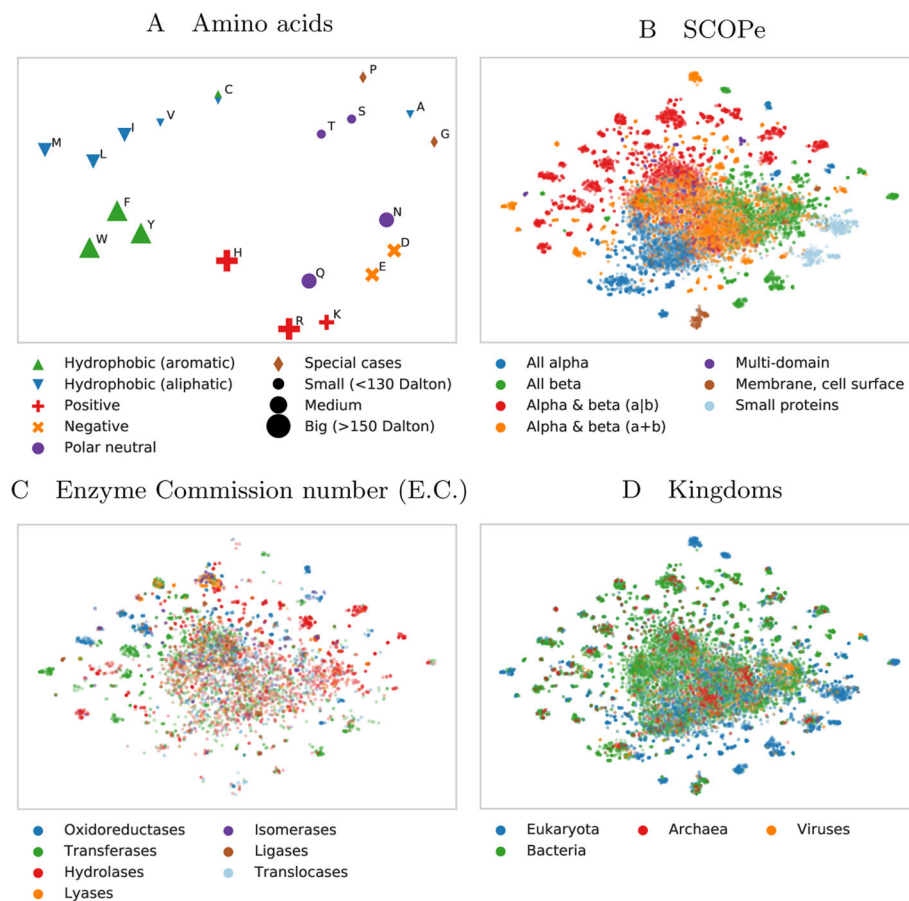 A Amino acids
B SCOPe
P
C
S
A
V
T
I
G
M
L
F
N
Y
D
W
H
E
Q
K
R
Hydrophobic (aromatic)
Special cases
Hydrophobic (aliphatic)
Small (<130 Dalton)
Positive
Medium
Negative
Big (>150 Dalton)
Polar neutral
All alpha
Multi-domain
All beta
Membrane, cell surface
Alpha & beta (a|b)
Small proteins
Alpha & beta (a+b)
C Enzyme Commission number (E.C.)
D Kingdoms
Oxidoreductases
Isomerases
Transferases
Ligases
Hydrolases
Translocases
Lyases
Eukaryota
Archaea
Viruses
Bacteria